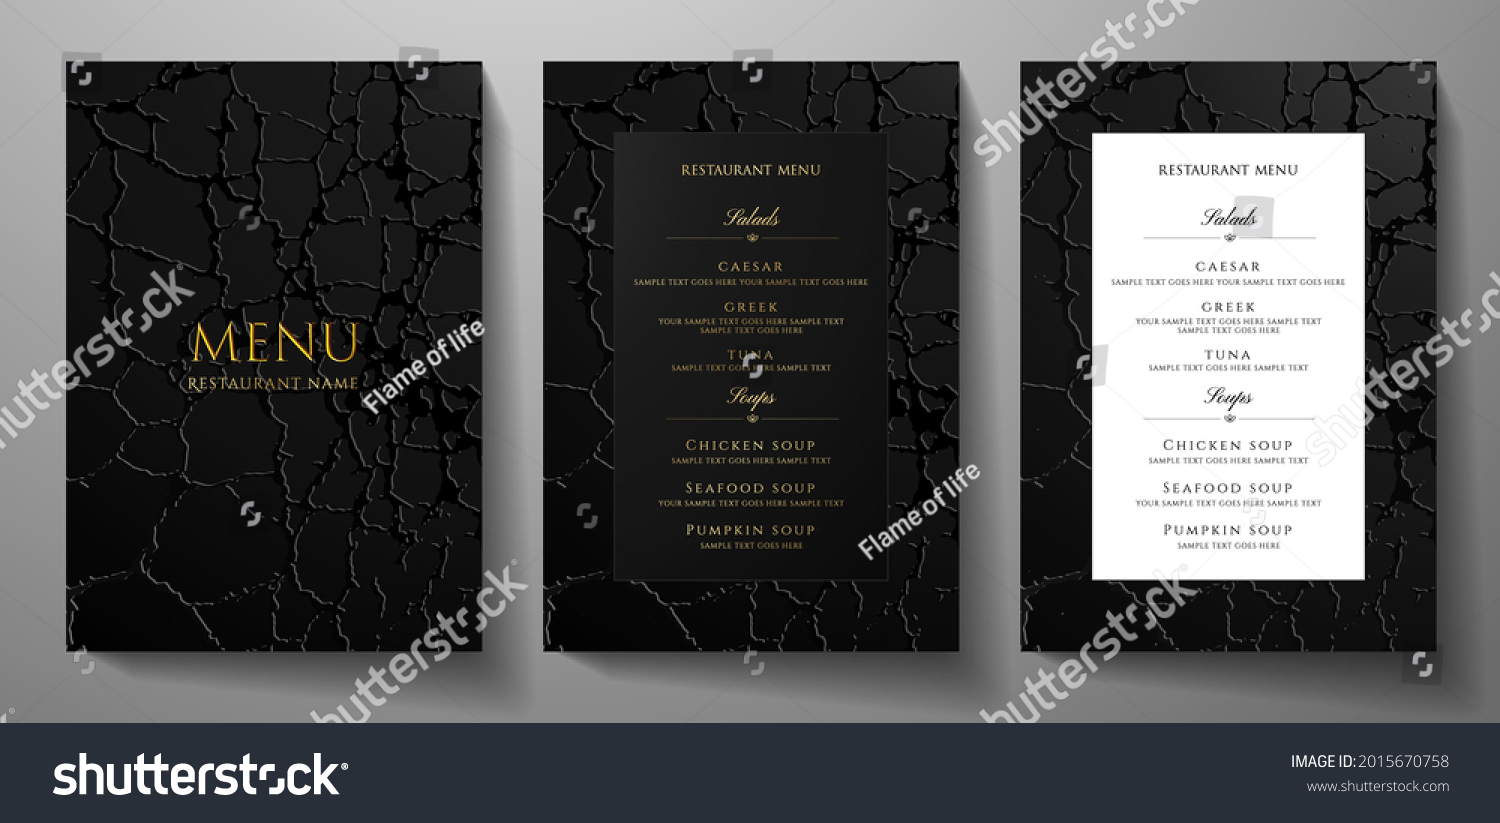 MENU
RESTAURANT NAME
RESTAURANT MENU
Salads
CAESAR
SAMPLE TEXT GOES HERE YOUR SAMPLE TEXT GOES HERE
GREEK
YOUR SAMPLE TEXT GOES HERE SAMPLE TEXT
SAMPLE TEXT GOES HERE
TUNA
SAMPLE TEXT GOES HERE SAMPLE TEXT
Soups
CHICKEN SOUP
SAMPLE TEXT GOES HERE SAMPLE TEXT
SEAFOOD SOUP
YOUR SAMPLE TEXT GOES HERE SAMPLE TEXT
PUMPKIN SOUP
SAMPLE TEXT GOES HERE
RESTAURANT MENU
Salads
CAESAR
SAMPLE TEXT GOES HERE YOUR SAMPLE TEXT GOES HERE
GREEK
YOUR SAMPLE TEXT GOES HERE SAMPLE TEXT
SAMPLE TEXT GOES HERE
TUNA
SAMPLE TEXT GOES HERE SAMPLE TEXT
Soups
CHICKEN SOUP
SAMPLE TEXT GOES HERE SAMPLE TEXT
SEAFOOD SOUP
YOUR SAMPLE TEXT GOES HERE SAMPLE TEXT
PUMPKIN SOUP
SAMPLE TEXT GOES HERE
shutterstock
shutterstock
shutterstock
shutterstock
shutterstock
Flame of life
Flame of life
shutterstock®
IMAGE ID: 2015670758
www.shutterstock.com